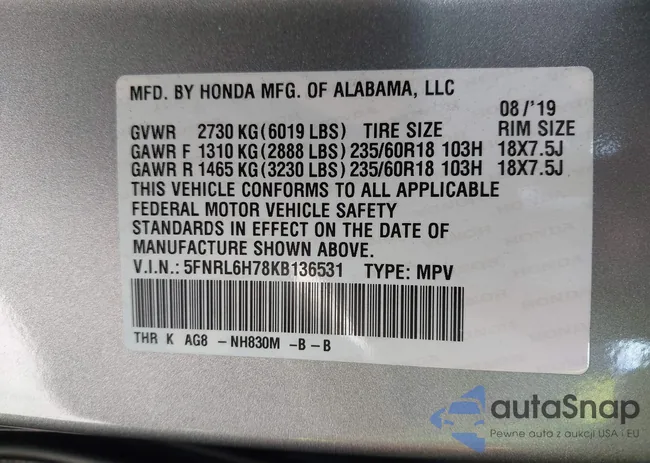 MFD. BY HONDA MFG. OF ALABAMA, LLC
08/'19
GVWR 2730 KG(6019 LBS) TIRE SIZE RIM SIZE
GAWR F 1310 KG(2888 LBS) 235/60R18 103H 18X7.5J
GAWR R 1465 KG(3230 LBS) 235/60R18 103H 18X7.5J
THIS VEHICLE CONFORMS TO ALL APPLICABLE
FEDERAL MOTOR VEHICLE SAFETY
STANDARDS IN EFFECT ON THE DATE OF
MANUFACTURE SHOWN ABOVE.
V.I.N.: 5FNRL6H78KB136531 TYPE: MPV
THR K AG8 -NH830M -B-B
autaSnap
Pewne auto z aukcji USA i EU